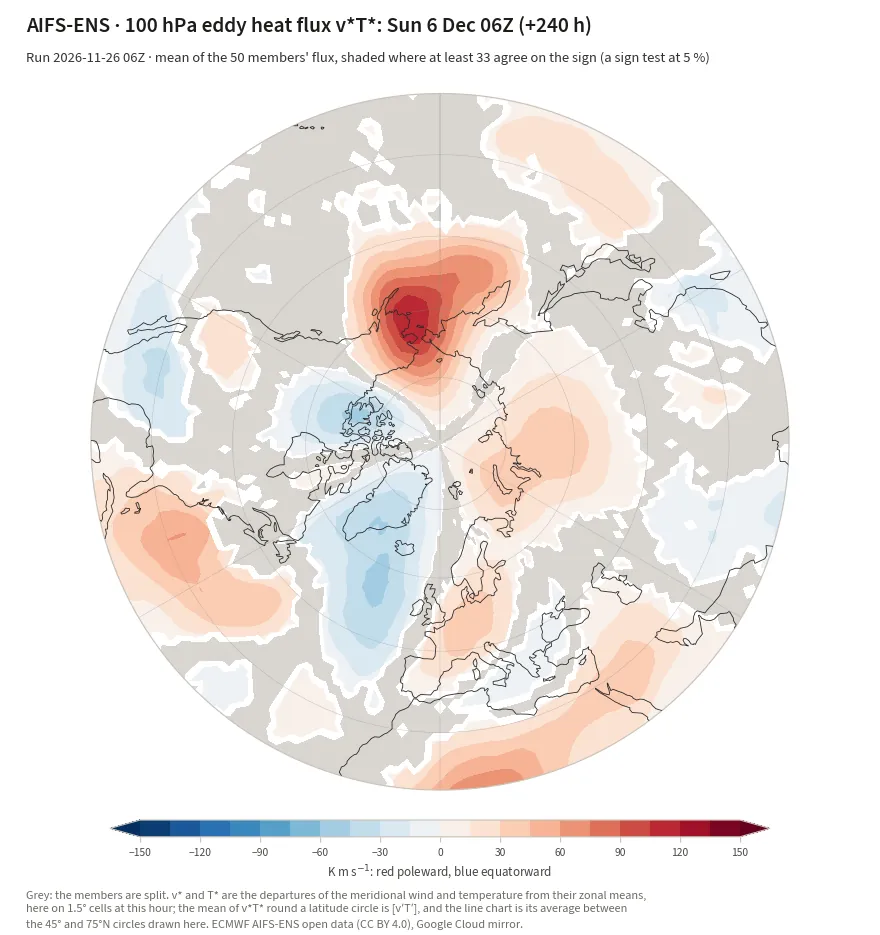 AIFS-ENS · 100 hPa eddy heat flux v*T*: Sun 6 Dec 06Z (+240 h)
Run 2026-11-26 06Z · mean of the 50 members' flux, shaded where at least 33 agree on the sign (a sign test at 5 %)
−150 −120 −90 −60 −30 0 30 60 90 120 150
K m s⁻¹: red poleward, blue equatorward
Grey: the members are split. v* and T* are the departures of the meridional wind and temperature from their zonal means,
here on 1.5° cells at this hour; the mean of v*T* round a latitude circle is [v′T′], and the line chart is its average between
the 45° and 75°N circles drawn here. ECMWF AIFS-ENS open data (CC BY 4.0), Google Cloud mirror.